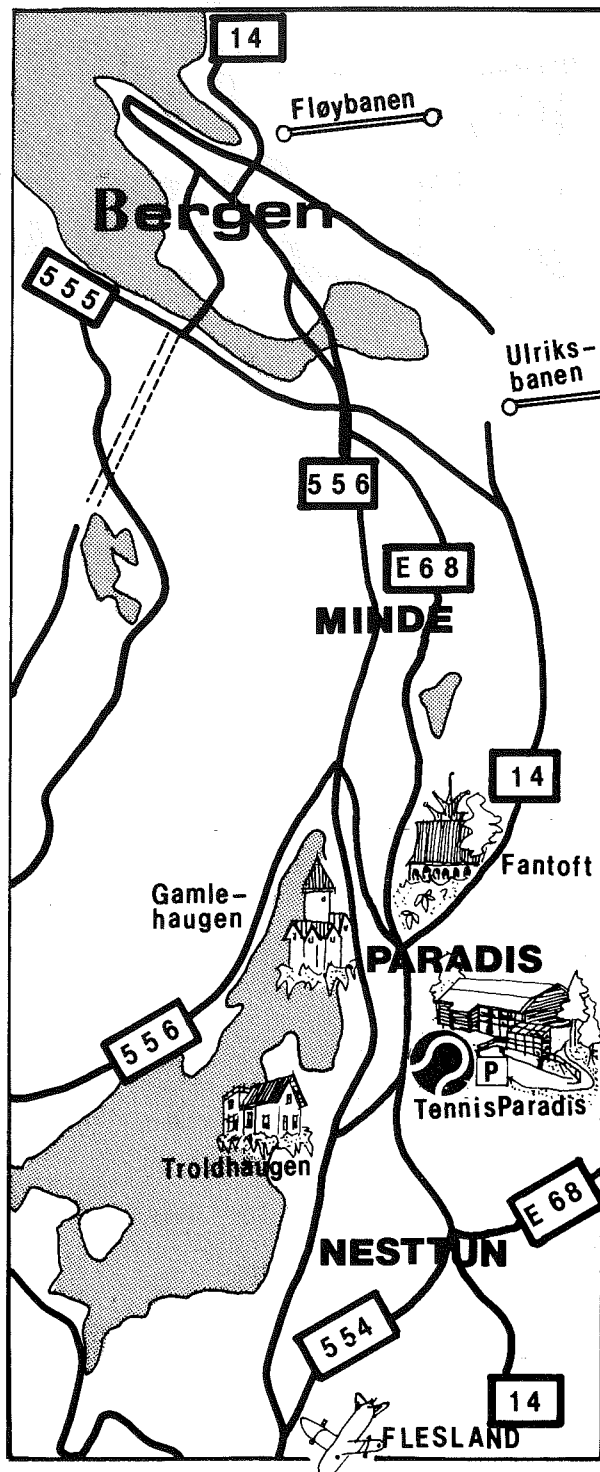 14
Fløybanen
Bergen
555
Ulriks-
banen
556
E68
MINDE
14
Fantoft
Gamle-
haugen
PARADIS
556
P
TennisParadis
Troldhaugen
E 68
NESTTUN
554
14
FLESLAND